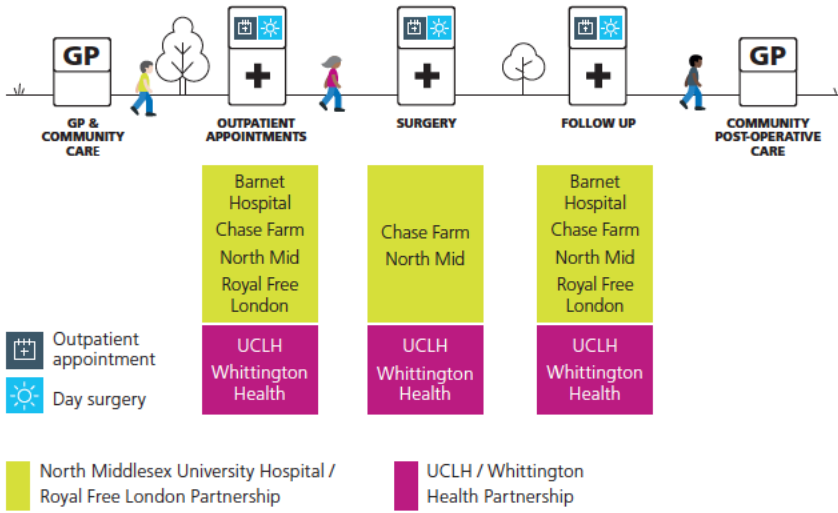 GP
GP
GP &
COMMUNITY
CARE
OUTPATIENT
APPOINTMENTS
SURGERY
FOLLOW UP
COMMUNITY
POST-OPERATIVE
CARE
Barnet
Hospital
Chase Farm
North Mid
Royal Free
London
Chase Farm
North Mid
Barnet
Hospital
Chase Farm
North Mid
Royal Free
London
UCLH
Whittington
Health
UCLH
Whittington
Health
UCLH
Whittington
Health
Outpatient
appointment
Day surgery
North Middlesex University Hospital /
Royal Free London Partnership
UCLH / Whittington
Health Partnership